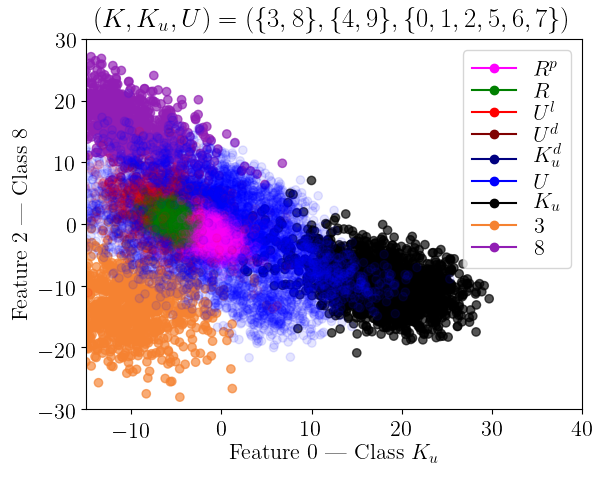 (K, K_u, U) = ({3, 8}, {4, 9}, {0, 1, 2, 5, 6, 7})
30
20
10
0
−10
−20
−30
Feature 2 — Class 8
R^p
R
U^l
U^d
K_u^d
U
K_u
3
8
−10
0
10
20
30
40
Feature 0 — Class K_u